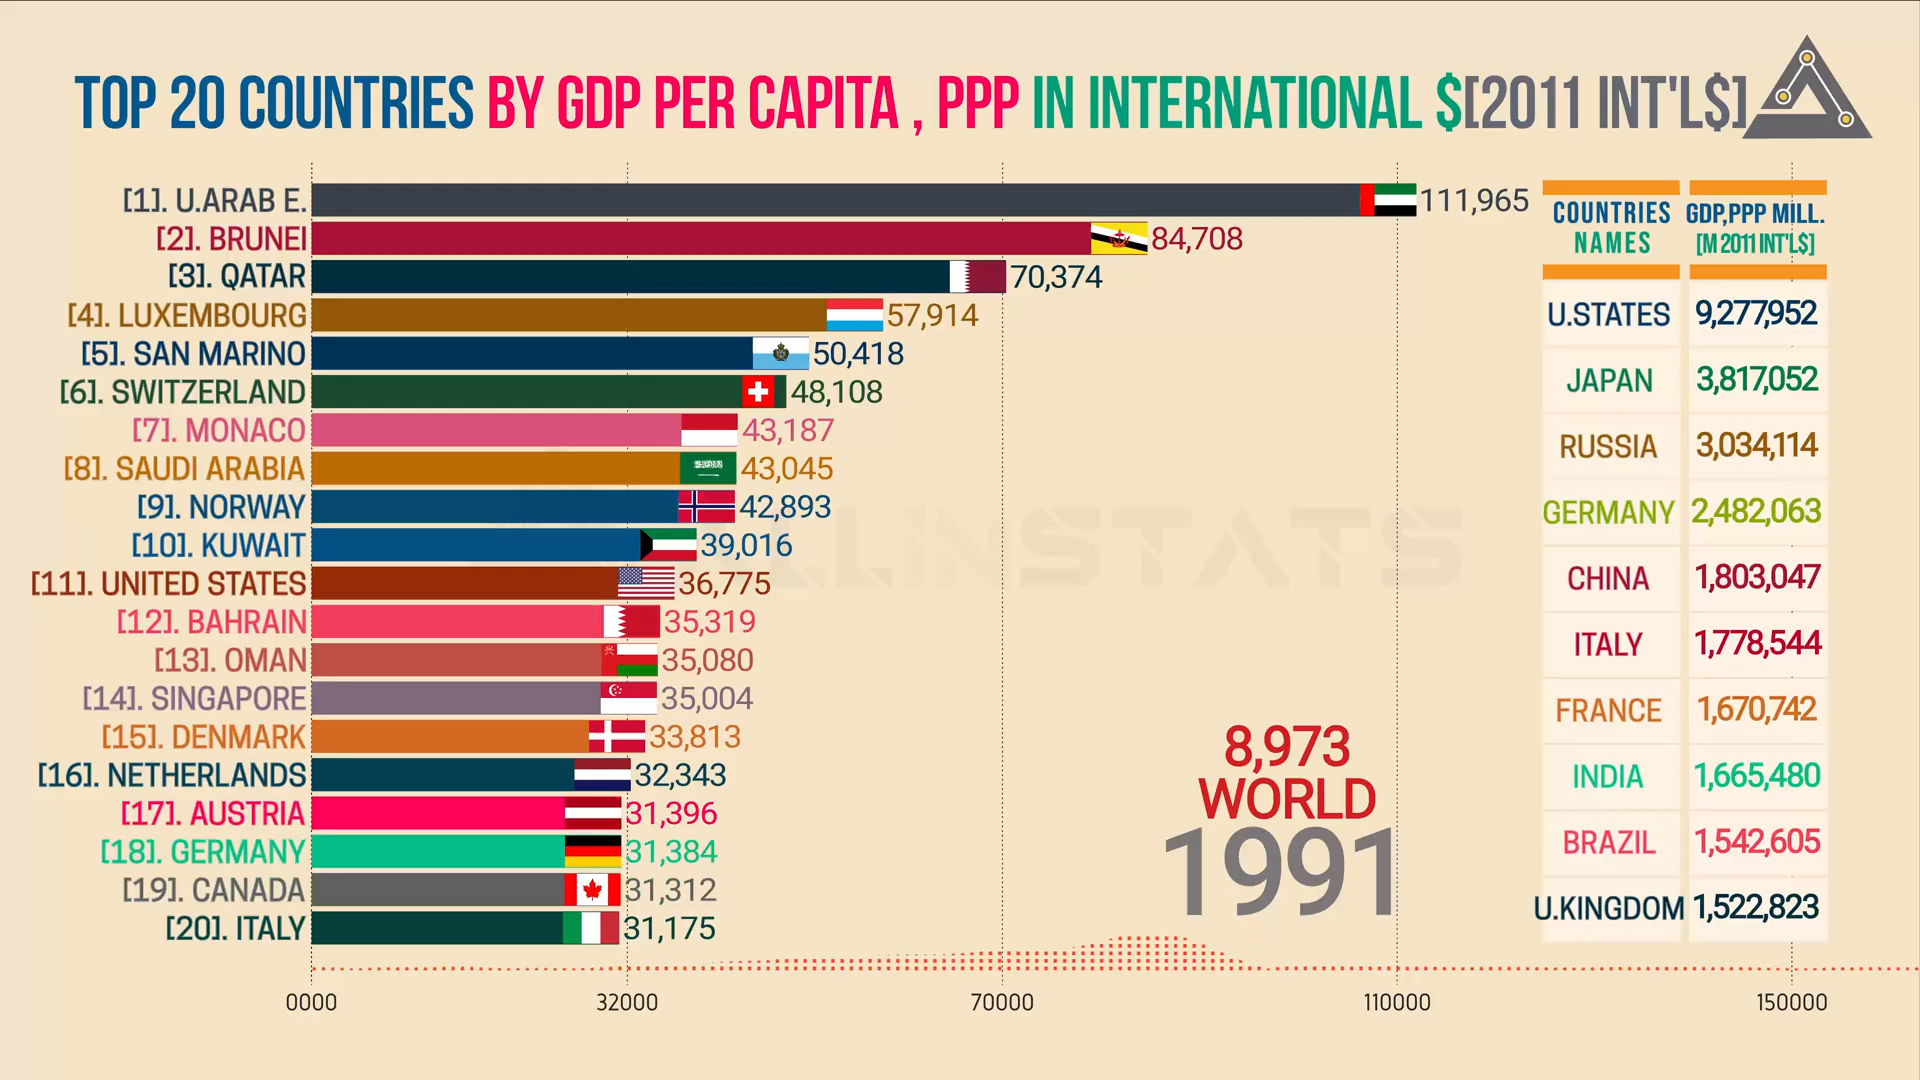 TOP 20 COUNTRIES BY GDP PER CAPITA , PPP IN INTERNATIONAL $[2011 INT'L$]
[1]. U.ARAB E. 111,965
[2]. BRUNEI 84,708
[3]. QATAR 70,374
[4]. LUXEMBOURG 57,914
[5]. SAN MARINO 50,418
[6]. SWITZERLAND 48,108
[7]. MONACO 43,187
[8]. SAUDI ARABIA 43,045
[9]. NORWAY 42,893
[10]. KUWAIT 39,016
[11]. UNITED STATES 36,775
[12]. BAHRAIN 35,319
[13]. OMAN 35,080
[14]. SINGAPORE 35,004
[15]. DENMARK 33,813
[16]. NETHERLANDS 32,343
[17]. AUSTRIA 31,396
[18]. GERMANY 31,384
[19]. CANADA 31,312
[20]. ITALY 31,175
0000 32000 70000 110000 150000
8,973
WORLD
1991
COUNTRIES NAMES GDP,PPP MILL. [M 2011 INT'L$]
U.STATES 9,277,952
JAPAN 3,817,052
RUSSIA 3,034,114
GERMANY 2,482,063
CHINA 1,803,047
ITALY 1,778,544
FRANCE 1,670,742
INDIA 1,665,480
BRAZIL 1,542,605
U.KINGDOM 1,522,823